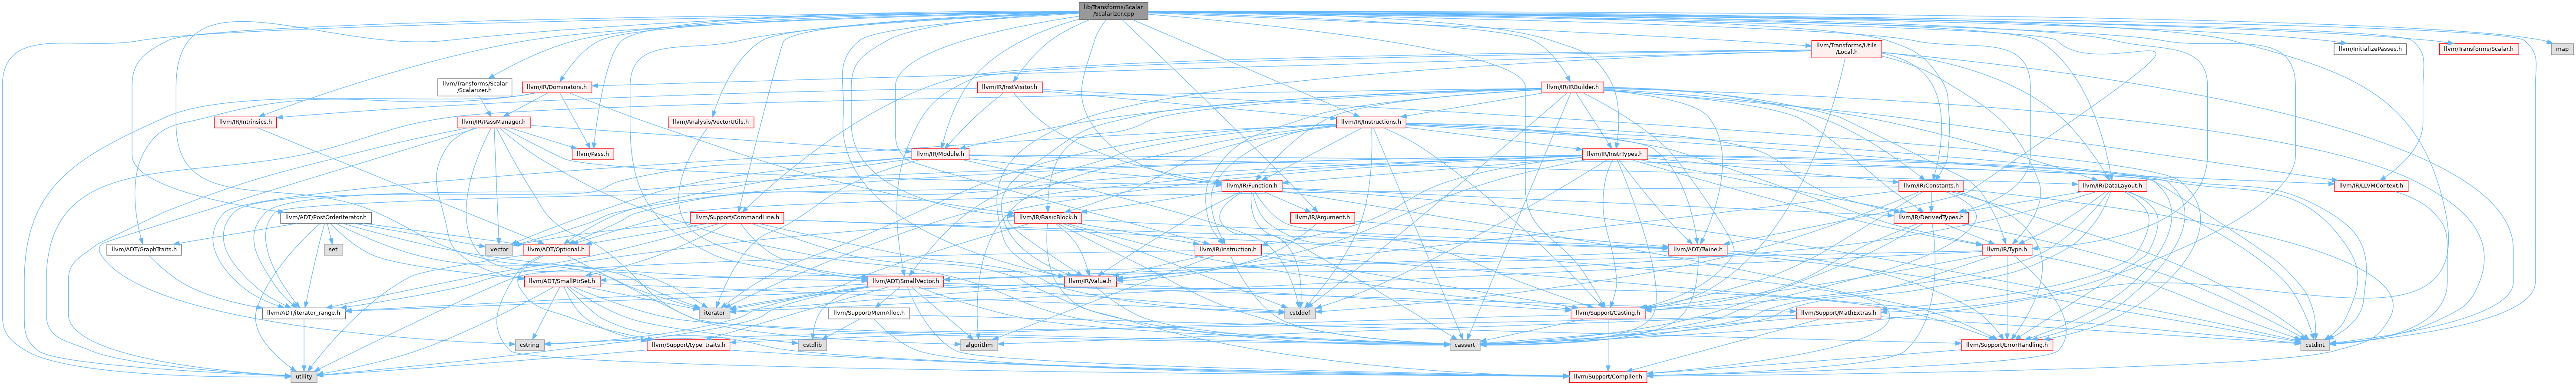 lib/Transforms/Scalar
/Scalarizer.cpp
llvm/Transforms/Utils
/Local.h
llvm/InitializePasses.h
llvm/Transforms/Scalar.h
map
llvm/Transforms/Scalar
/Scalarizer.h
llvm/IR/Dominators.h
llvm/IR/InstVisitor.h
llvm/IR/IRBuilder.h
llvm/IR/Intrinsics.h
llvm/IR/PassManager.h
llvm/Analysis/VectorUtils.h
llvm/IR/Instructions.h
llvm/Pass.h
llvm/IR/Module.h
llvm/IR/InstrTypes.h
llvm/IR/Function.h
llvm/IR/Constants.h
llvm/IR/DataLayout.h
llvm/IR/LLVMContext.h
llvm/ADT/PostOrderIterator.h
llvm/Support/CommandLine.h
llvm/IR/BasicBlock.h
llvm/IR/Argument.h
llvm/IR/DerivedTypes.h
llvm/ADT/GraphTraits.h
set
vector
llvm/ADT/Optional.h
llvm/IR/Instruction.h
llvm/ADT/Twine.h
llvm/IR/Type.h
llvm/ADT/SmallPtrSet.h
llvm/ADT/SmallVector.h
llvm/IR/Value.h
llvm/ADT/iterator_range.h
iterator
llvm/Support/MemAlloc.h
cstddef
llvm/Support/Casting.h
llvm/Support/MathExtras.h
cstring
llvm/Support/type_traits.h
cstdlib
algorithm
cassert
llvm/Support/ErrorHandling.h
cstdint
utility
llvm/Support/Compiler.h